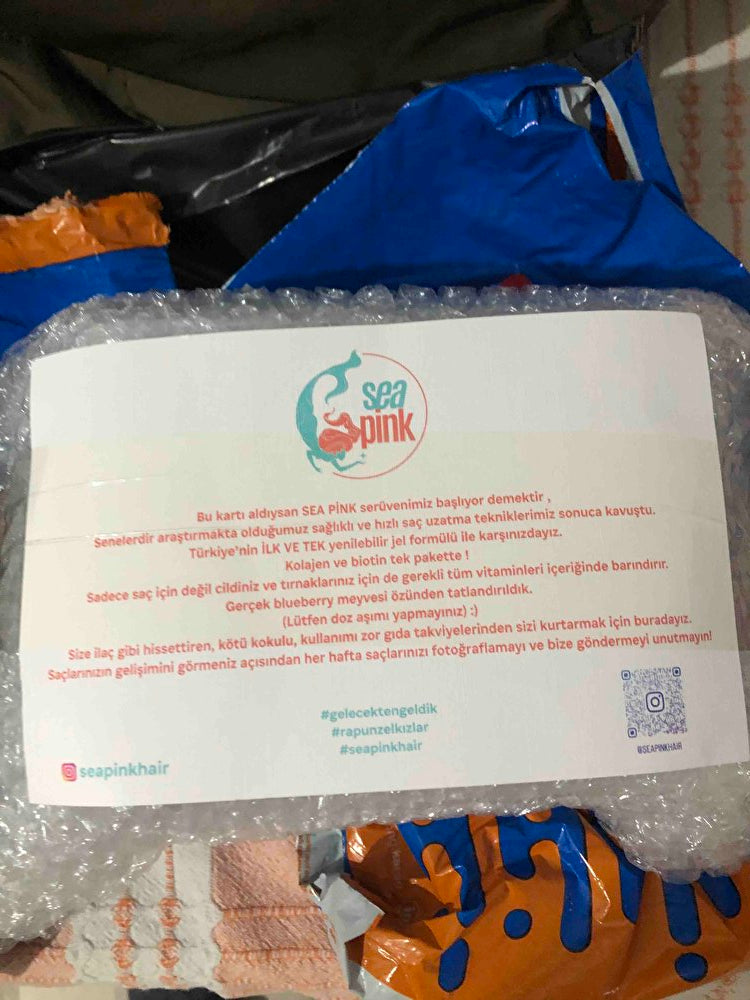 sea
pink
Bu kartı aldıysan SEA PİNK serüvenimiz başlıyor demektir ,
Senelerdir araştırmakta olduğumuz sağlıklı ve hızlı saç uzatma tekniklerimiz sonuca kavuştu.
Türkiye'nin İLK VE TEK yenilebilir jel formülü ile karşınızdayız.
Kolajen ve biotin tek pakette !
Sadece saç için değil cildiniz ve tırnaklarınız için de gerekli tüm vitaminleri içeriğinde barındırır.
Gerçek blueberry meyvesi özünden tatlandırıldık.
(Lütfen doz aşımı yapmayınız) :)
Size ilaç gibi hissettiren, kötü kokulu, kullanımı zor gıda takviyelerinden sizi kurtarmak için buradayız.
Saçlarınızın gelişimini görmeniz açısından her hafta saçlarınızı fotoğraflamayı ve bize göndermeyi unutmayın!
#gelecektengeldik
#rapunzelkızlar
#seapinkhair
@SEAPINKHAIR
seapinkhair